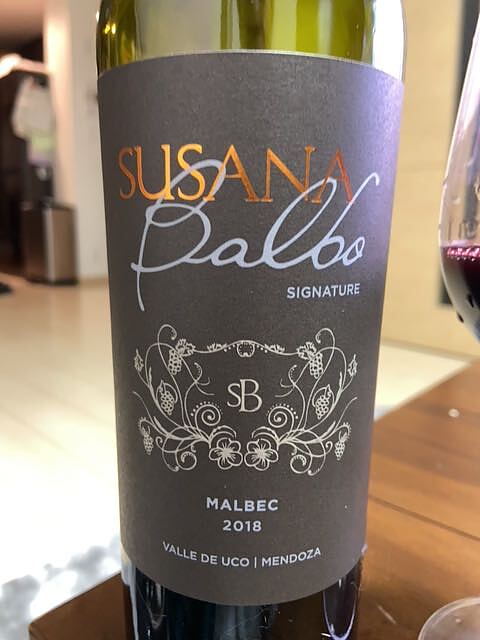 SUSANA
Balbo
SIGNATURE
SB
MALBEC
2018
VALLE DE UCO | MENDOZA